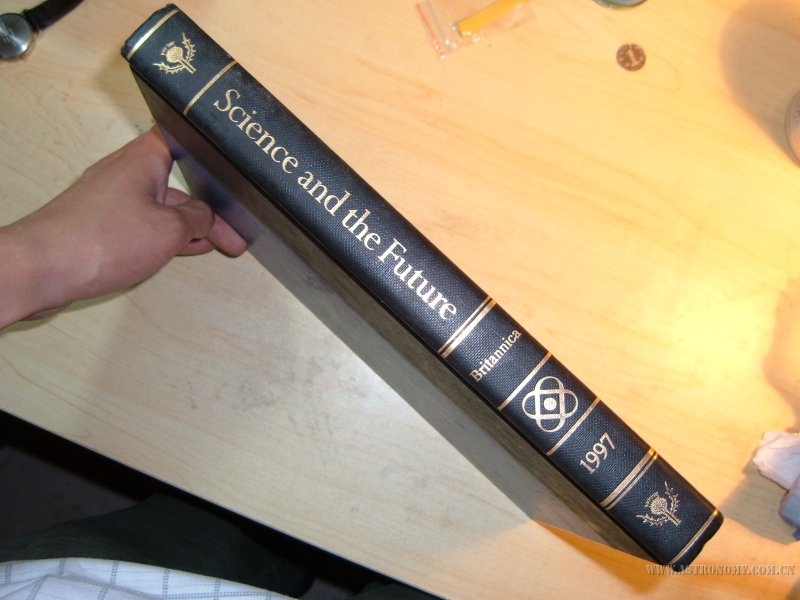 Science and the Future
Britannica
1997
WWW.ASTRONOMY.COM.CN